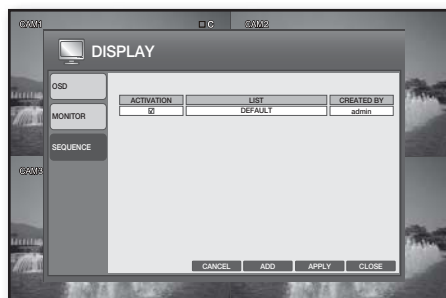 CAM1
C
CAM2
DISPLAY
OSD
MONITOR
SEQUENCE
ACTIVATION LIST CREATED BY
☑ DEFAULT admin
CAM3
CANCEL ADD APPLY CLOSE